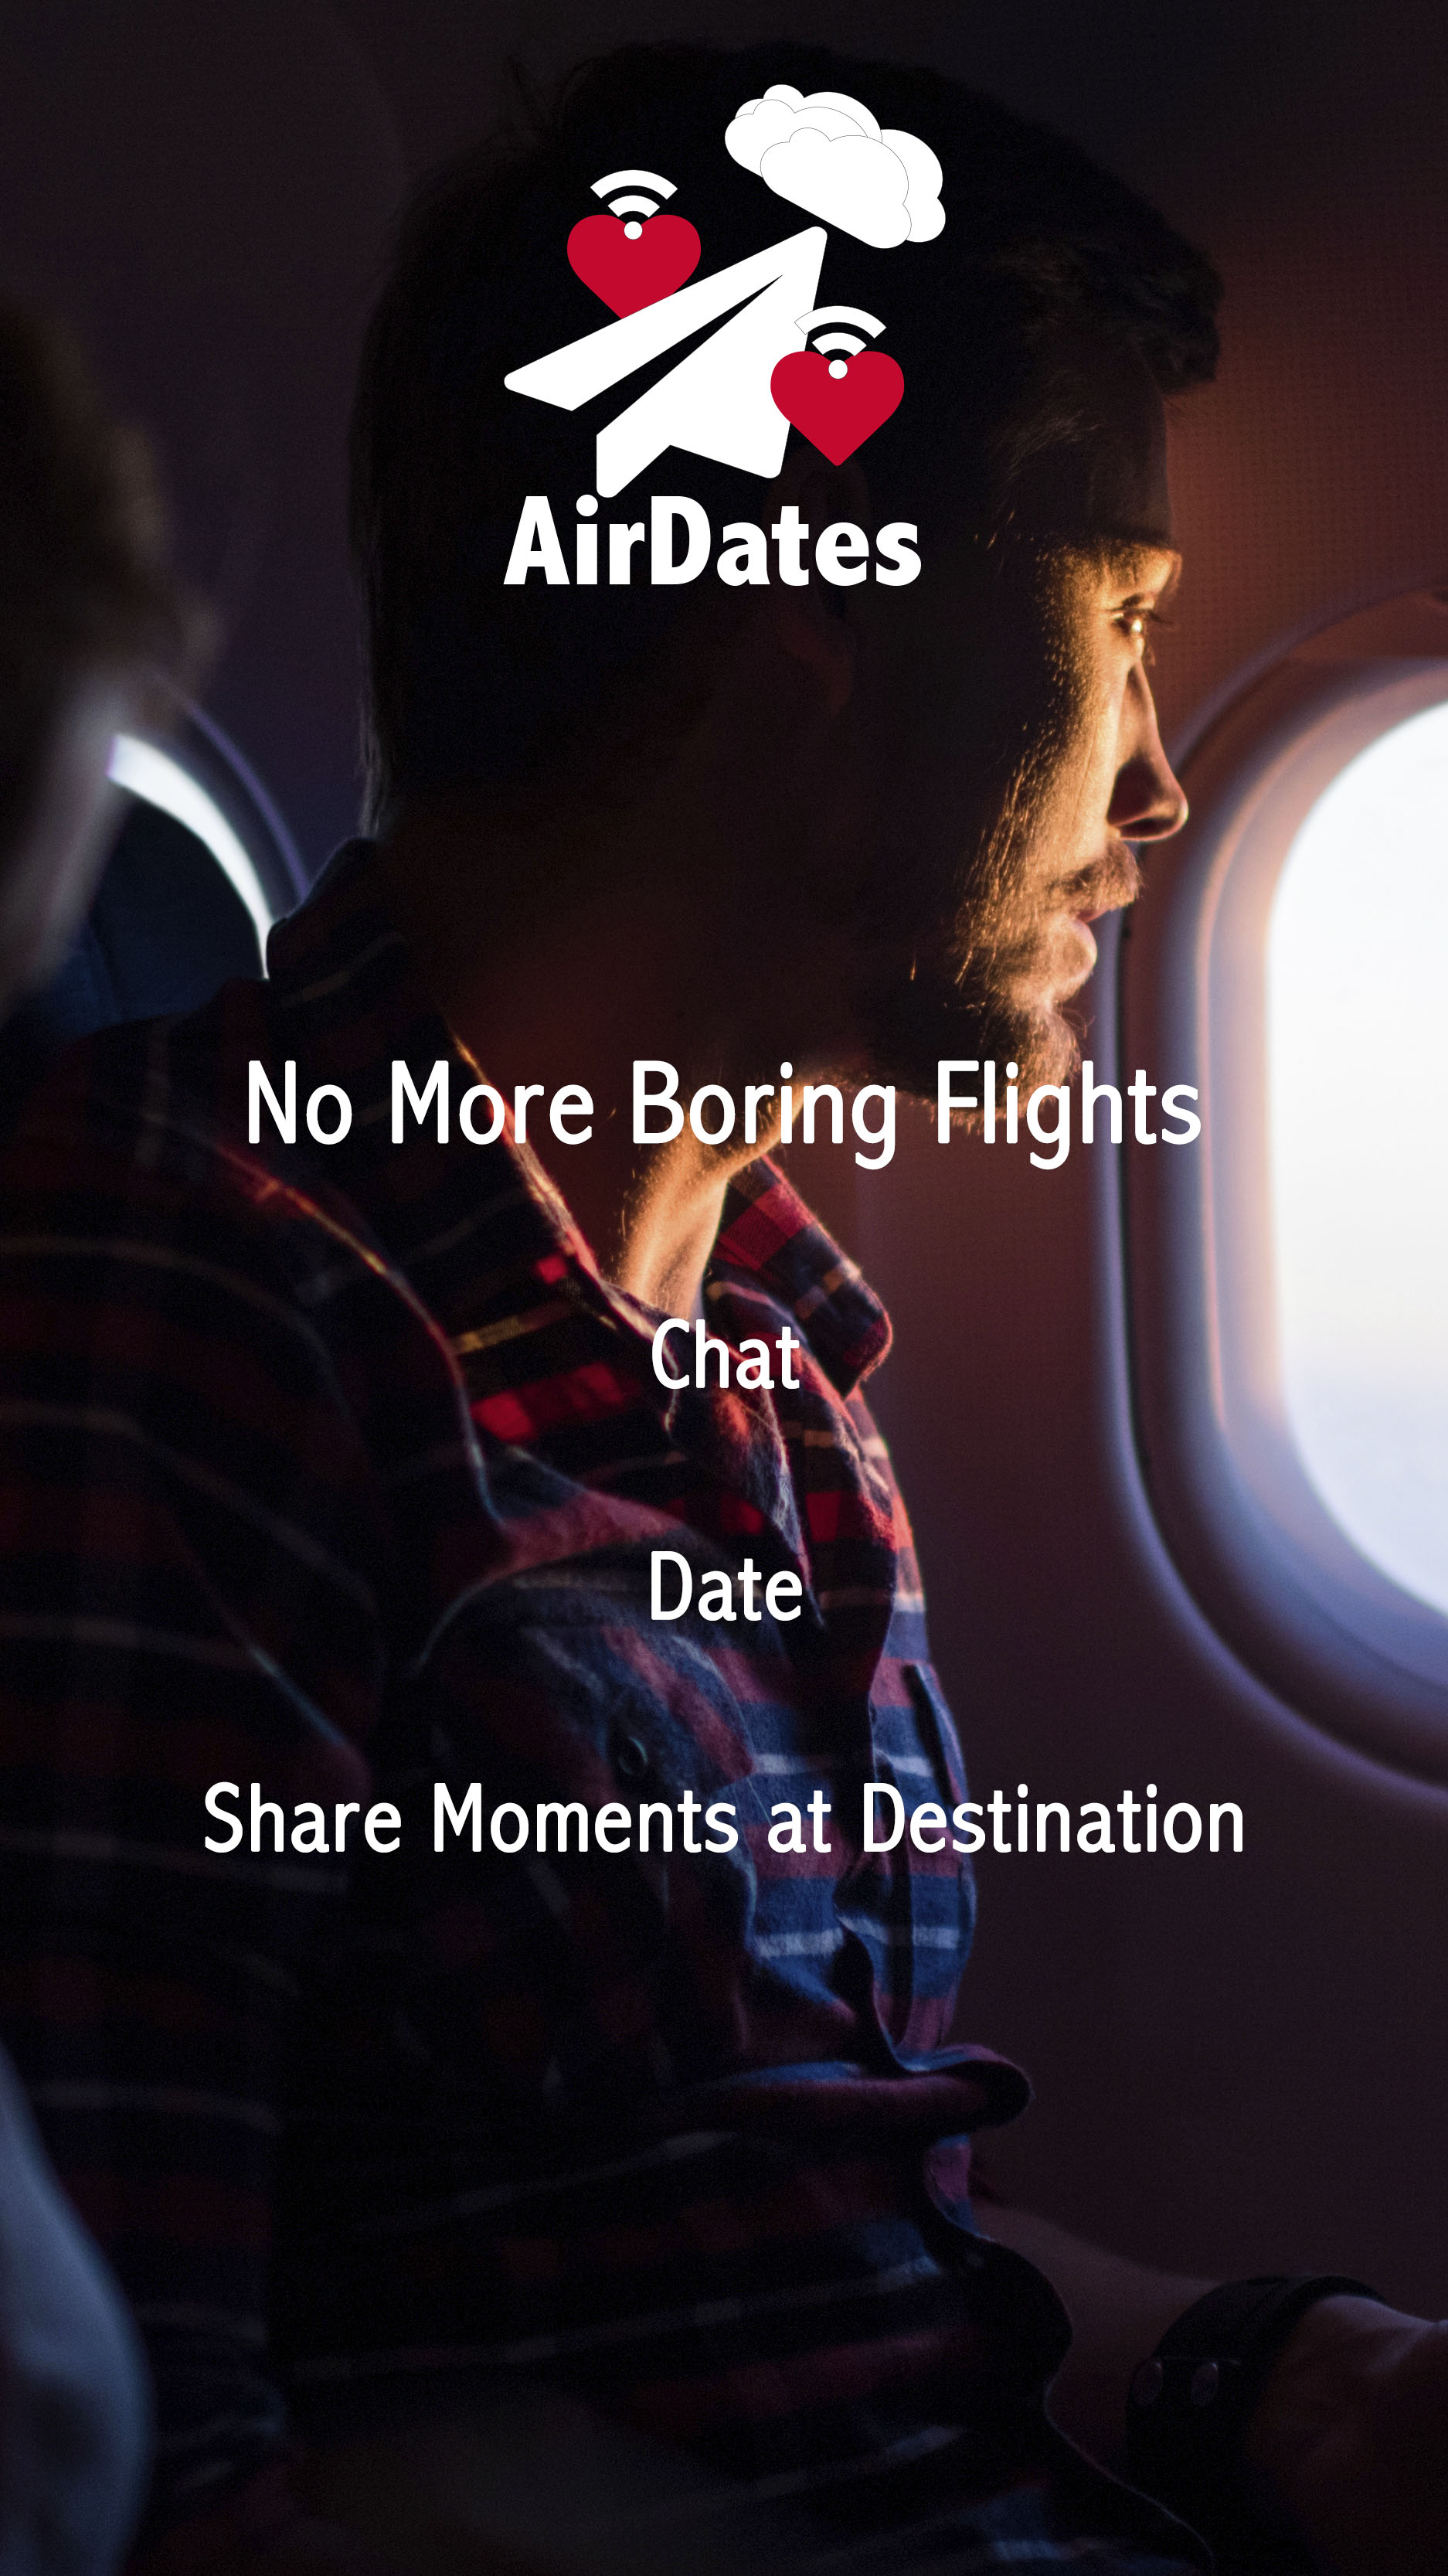 AirDates
No More Boring Flights
Chat
Date
Share Moments at Destination